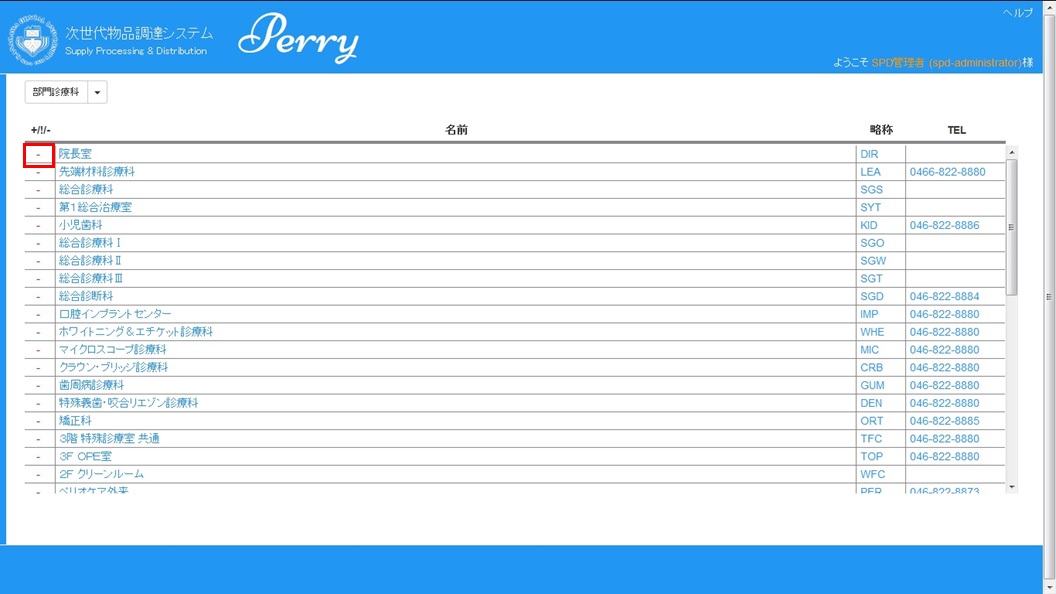 ヘルプ
次世代物品調達システム
Supply Processing & Distribution
Perry
ようこそ SPD管理者 (spd-administrator)様
部門診療科
+/!/- 名前 略称 TEL
- 院長室 DIR
- 先端材料診療科 LEA 0466-822-8880
- 総合診療科 SGS
- 第1総合治療室 SYT
- 小児歯科 KID 046-822-8886
- 総合診療科Ⅰ SGO
- 総合診療科Ⅱ SGW
- 総合診療科Ⅲ SGT
- 総合診断科 SGD 046-822-8884
- 口腔インプラントセンター IMP 046-822-8880
- ホワイトニング&エチケット診療科 WHE 046-822-8880
- マイクロスコープ診療科 MIC 046-822-8880
- クラウン・ブリッジ診療科 CRB 046-822-8880
- 歯周病診療科 GUM 046-822-8880
- 特殊義歯・咬合リエゾン診療科 DEN 046-822-8880
- 矯正科 ORT 046-822-8885
- 3階 特殊診療室 共通 TFC 046-822-8880
- 3F OPE室 TOP 046-822-8880
- 2F クリーンルーム WFC
- ペリオケア外来 PER 046-822-8873